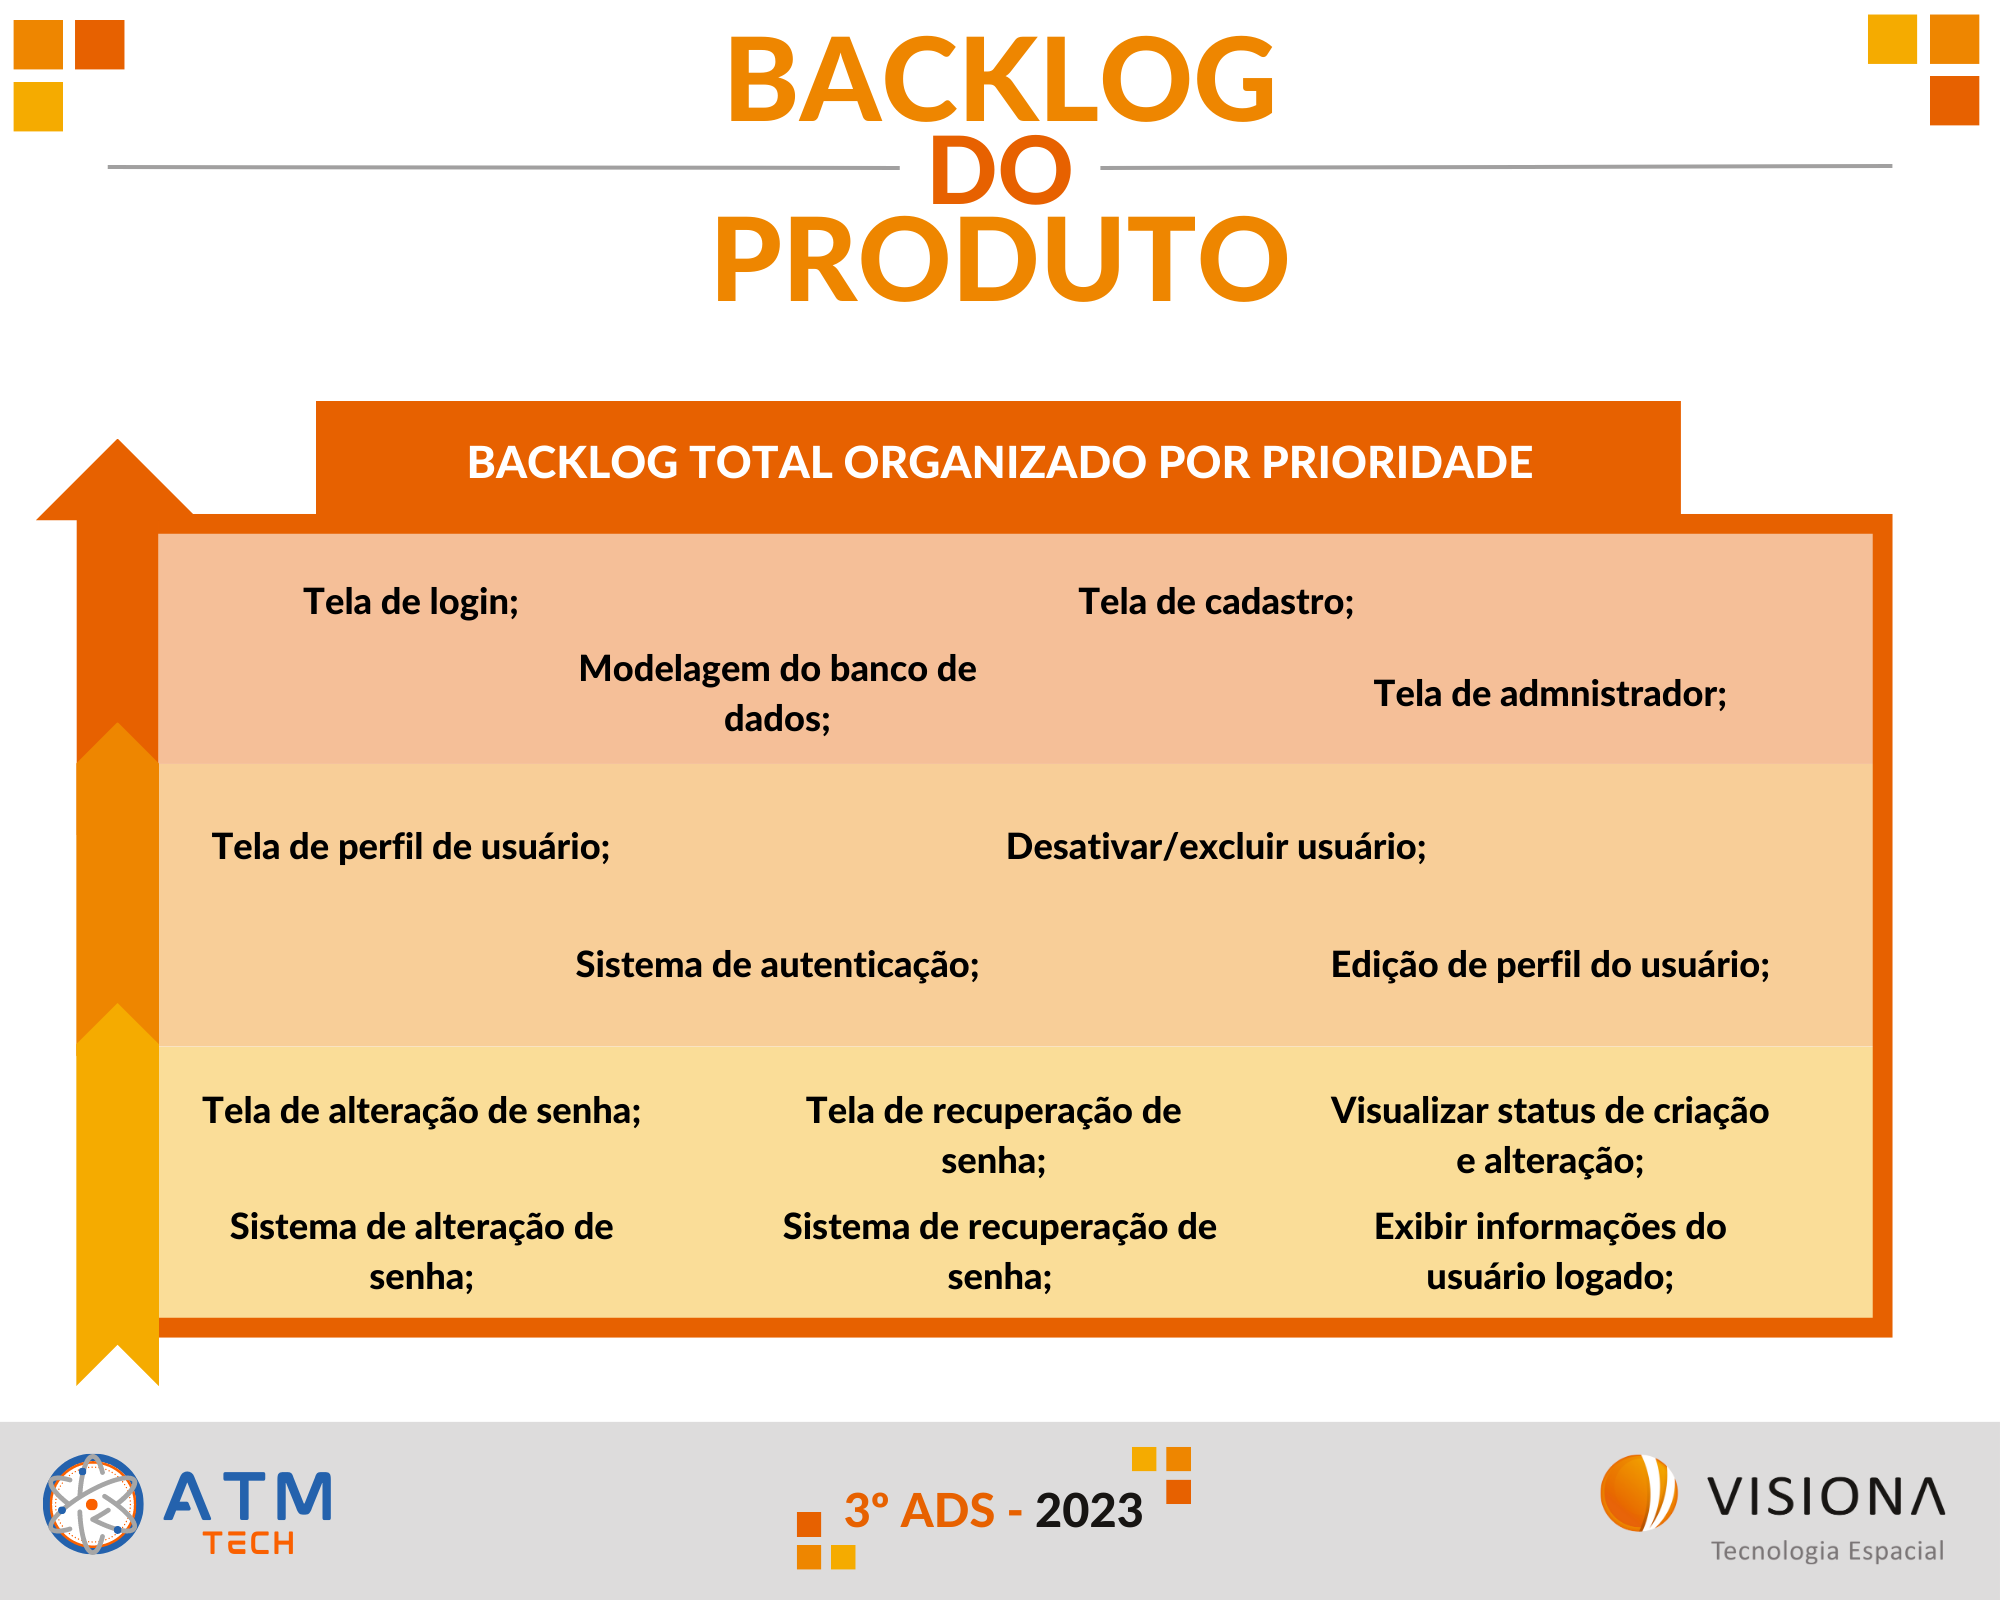 BACKLOG
DO
PRODUTO
BACKLOG TOTAL ORGANIZADO POR PRIORIDADE
Tela de login;
Tela de cadastro;
Modelagem do banco de
dados;
Tela de admnistrador;
Tela de perfil de usuário;
Desativar/excluir usuário;
Sistema de autenticação;
Edição de perfil do usuário;
Tela de alteração de senha;
Tela de recuperação de
senha;
Visualizar status de criação
e alteração;
Sistema de alteração de
senha;
Sistema de recuperação de
senha;
Exibir informações do
usuário logado;
ATM
TECH
3º ADS - 2023
VISIONA
Tecnologia Espacial